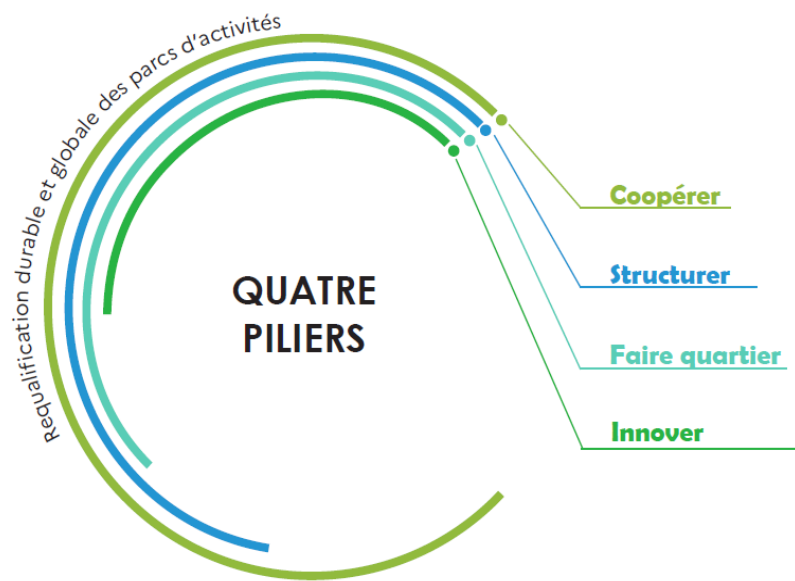 Requalification durable et globale des parcs d'activités
QUATRE
PILIERS
Coopérer
Structurer
Faire quartier
Innover